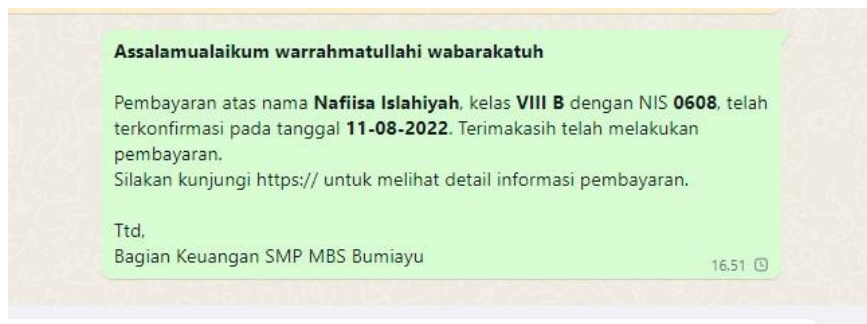 Assalamualaikum warrahmatullahi wabarakatuh
Pembayaran atas nama Nafiisa Islahiyah, kelas VIII B dengan NIS 0608, telah
terkonfirmasi pada tanggal 11-08-2022. Terimakasih telah melakukan
pembayaran.
Silakan kunjungi https:// untuk melihat detail informasi pembayaran.
Ttd,
Bagian Keuangan SMP MBS Bumiayu
16.51